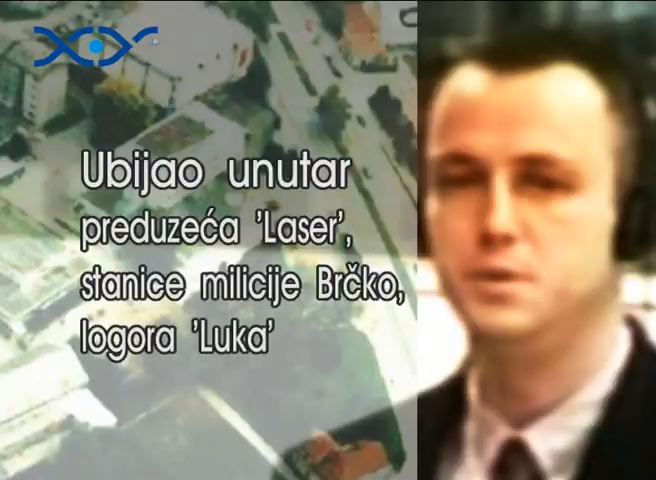 Ubijao unutar
preduzeća 'Laser',
stanice milicije Brčko,
logora 'Luka'